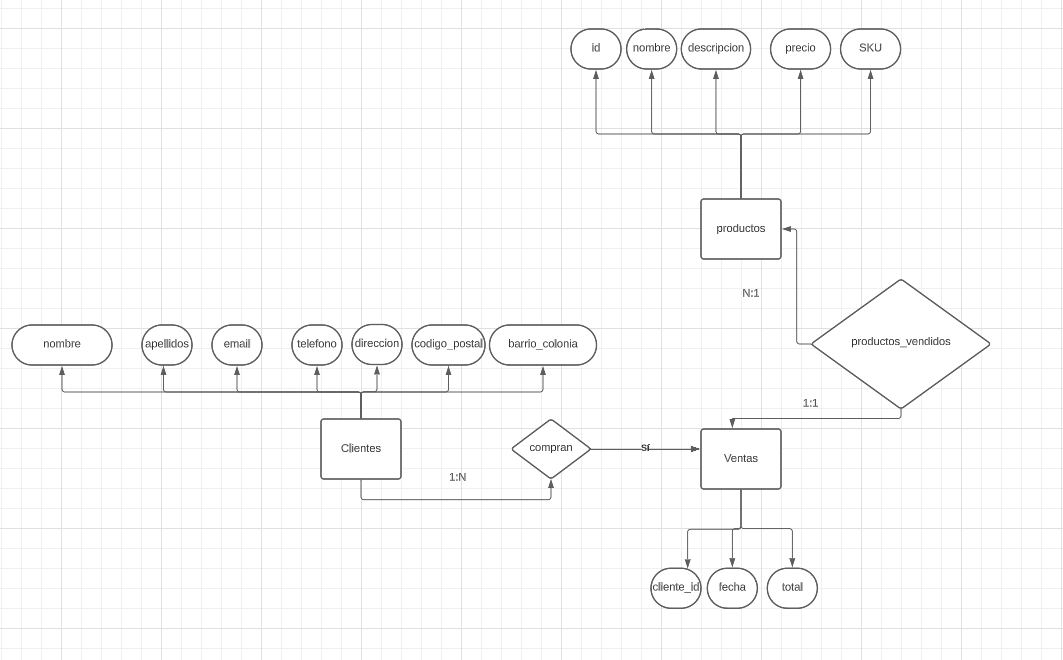 id
nombre
descripcion
precio
SKU
productos
N:1
productos_vendidos
nombre
apellidos
email
telefono
direccion
codigo_postal
barrio_colonia
1:1
Clientes
compran
sí
Ventas
1:N
cliente_id
fecha
total